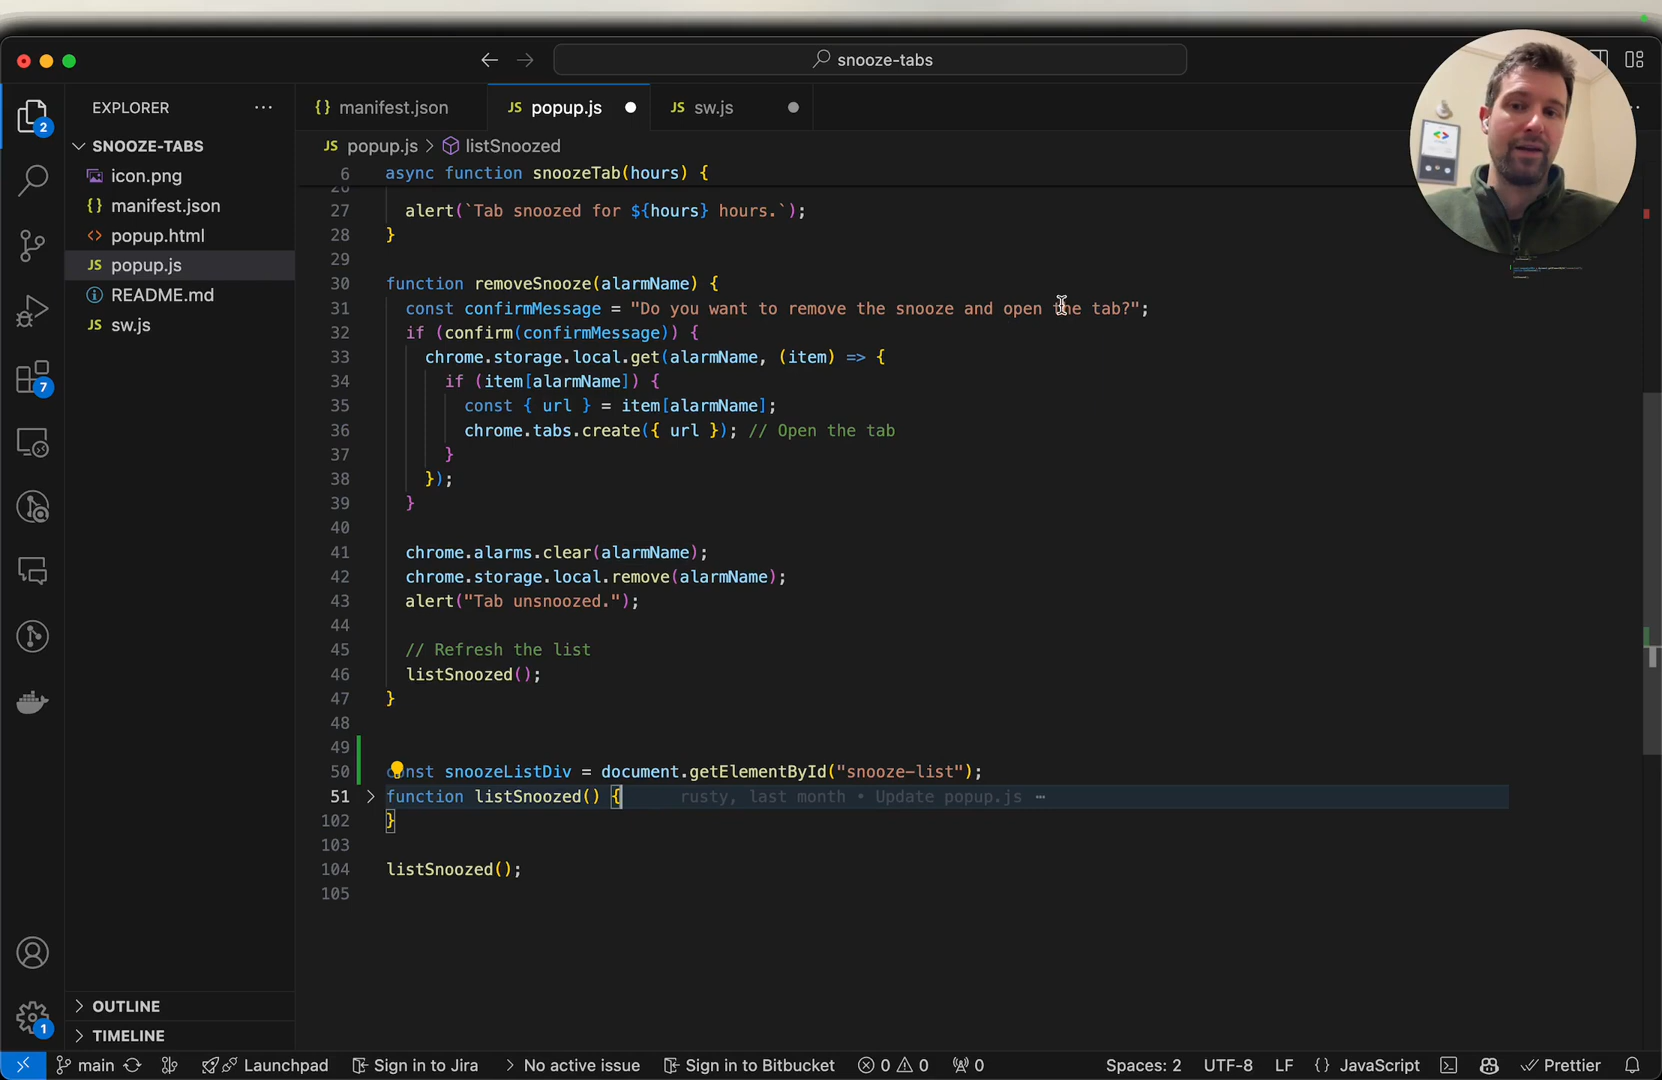 snooze-tabs
EXPLORER
manifest.json
popup.js
sw.js
SNOOZE-TABS
icon.png
manifest.json
popup.html
popup.js
README.md
sw.js
popup.js > listSnoozed
6 async function snoozeTab(hours) {
27 alert(`Tab snoozed for ${hours} hours.`);
28 }
29
30 function removeSnooze(alarmName) {
31 const confirmMessage = "Do you want to remove the snooze and open the tab?";
32 if (confirm(confirmMessage)) {
33 chrome.storage.local.get(alarmName, (item) => {
34 if (item[alarmName]) {
35 const { url } = item[alarmName];
36 chrome.tabs.create({ url }); // Open the tab
37 }
38 });
39 }
40
41 chrome.alarms.clear(alarmName);
42 chrome.storage.local.remove(alarmName);
43 alert("Tab unsnoozed.");
44
45 // Refresh the list
46 listSnoozed();
47 }
48
49
50 const snoozeListDiv = document.getElementById("snooze-list");
51 function listSnoozed() { rusty, last month • Update popup.js ⋯
102 }
103
104 listSnoozed();
105
2
7
1
OUTLINE
TIMELINE
main Launchpad Sign in to Jira No active issue Sign in to Bitbucket 0 0 0 Spaces: 2 UTF-8 LF {} JavaScript Prettier